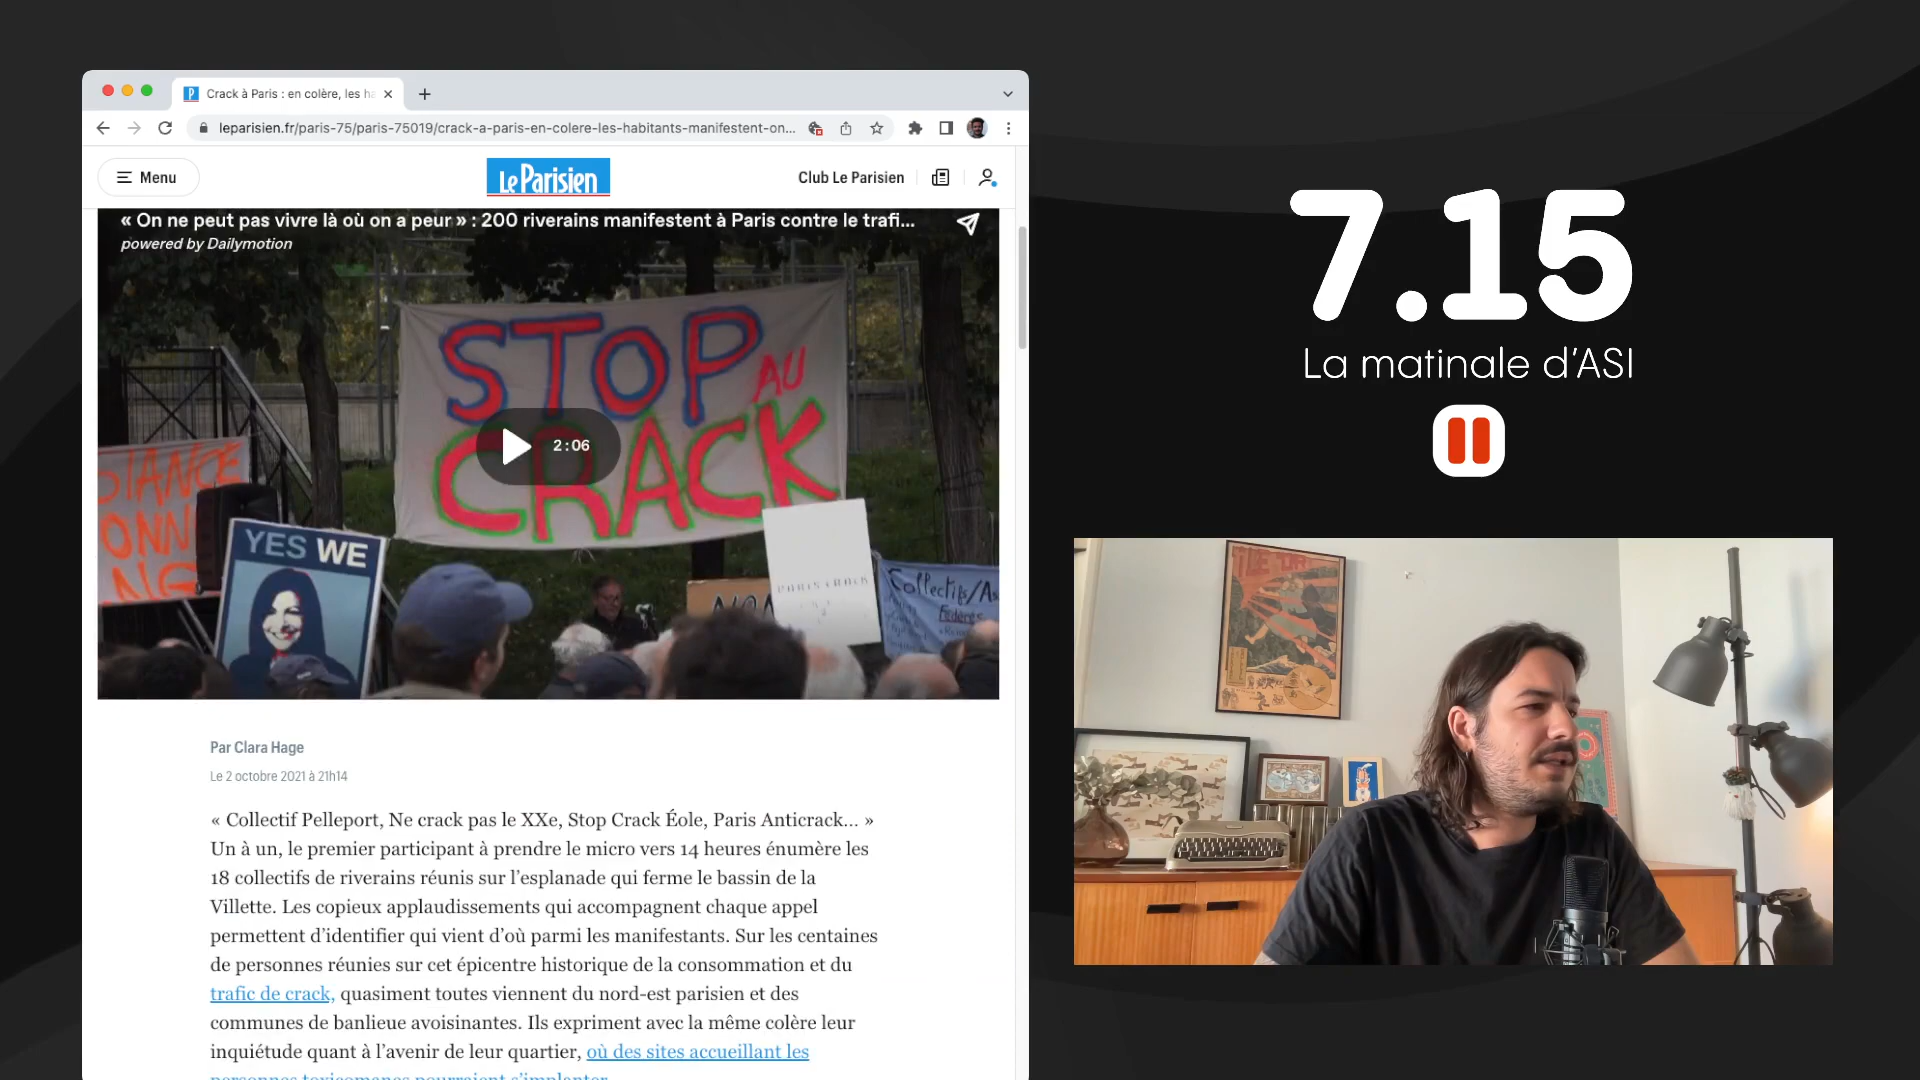 Crack à Paris : en colère, les ha
leparisien.fr/paris-75/paris-75019/crack-a-paris-en-colere-les-habitants-manifestent-on...
Menu
Le Parisien
Club Le Parisien
« On ne peut pas vivre là où on a peur » : 200 riverains manifestent à Paris contre le trafi...
powered by Dailymotion
STOP
AU
CRACK
2:06
YES WE
Collectifs/As
Par Clara Hage
Le 2 octobre 2021 à 21h14
« Collectif Pelleport, Ne crack pas le XXe, Stop Crack Éole, Paris Anticrack... »
Un à un, le premier participant à prendre le micro vers 14 heures énumère les
18 collectifs de riverains réunis sur l’esplanade qui ferme le bassin de la
Villette. Les copieux applaudissements qui accompagnent chaque appel
permettent d’identifier qui vient d’où parmi les manifestants. Sur les centaines
de personnes réunies sur cet épicentre historique de la consommation et du
trafic de crack, quasiment toutes viennent du nord-est parisien et des
communes de banlieue avoisinantes. Ils expriment avec la même colère leur
inquiétude quant à l’avenir de leur quartier, où des sites accueillant les
personnes toxicomanes pourraient s’implanter
7.15
La matinale d’ASI